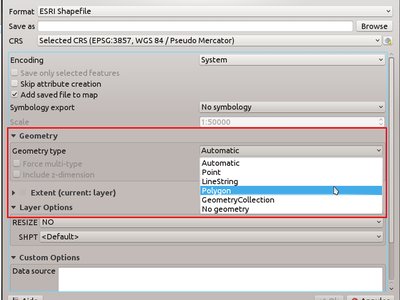 Format ESRI Shapefile
Save as Browse
CRS Selected CRS (EPSG:3857, WGS 84 / Pseudo Mercator)
Encoding System
Save only selected features
Skip attribute creation
Add saved file to map
Symbology export No symbology
Scale 1:50000
Geometry
Geometry type Automatic
Force multi-type Automatic
Include z-dimension Point
LineString
Polygon
Extent (current: layer) GeometryCollection
Layer Options No geometry
RESIZE NO
SHPT <Default>
Custom Options
Data source
Aide Annuler